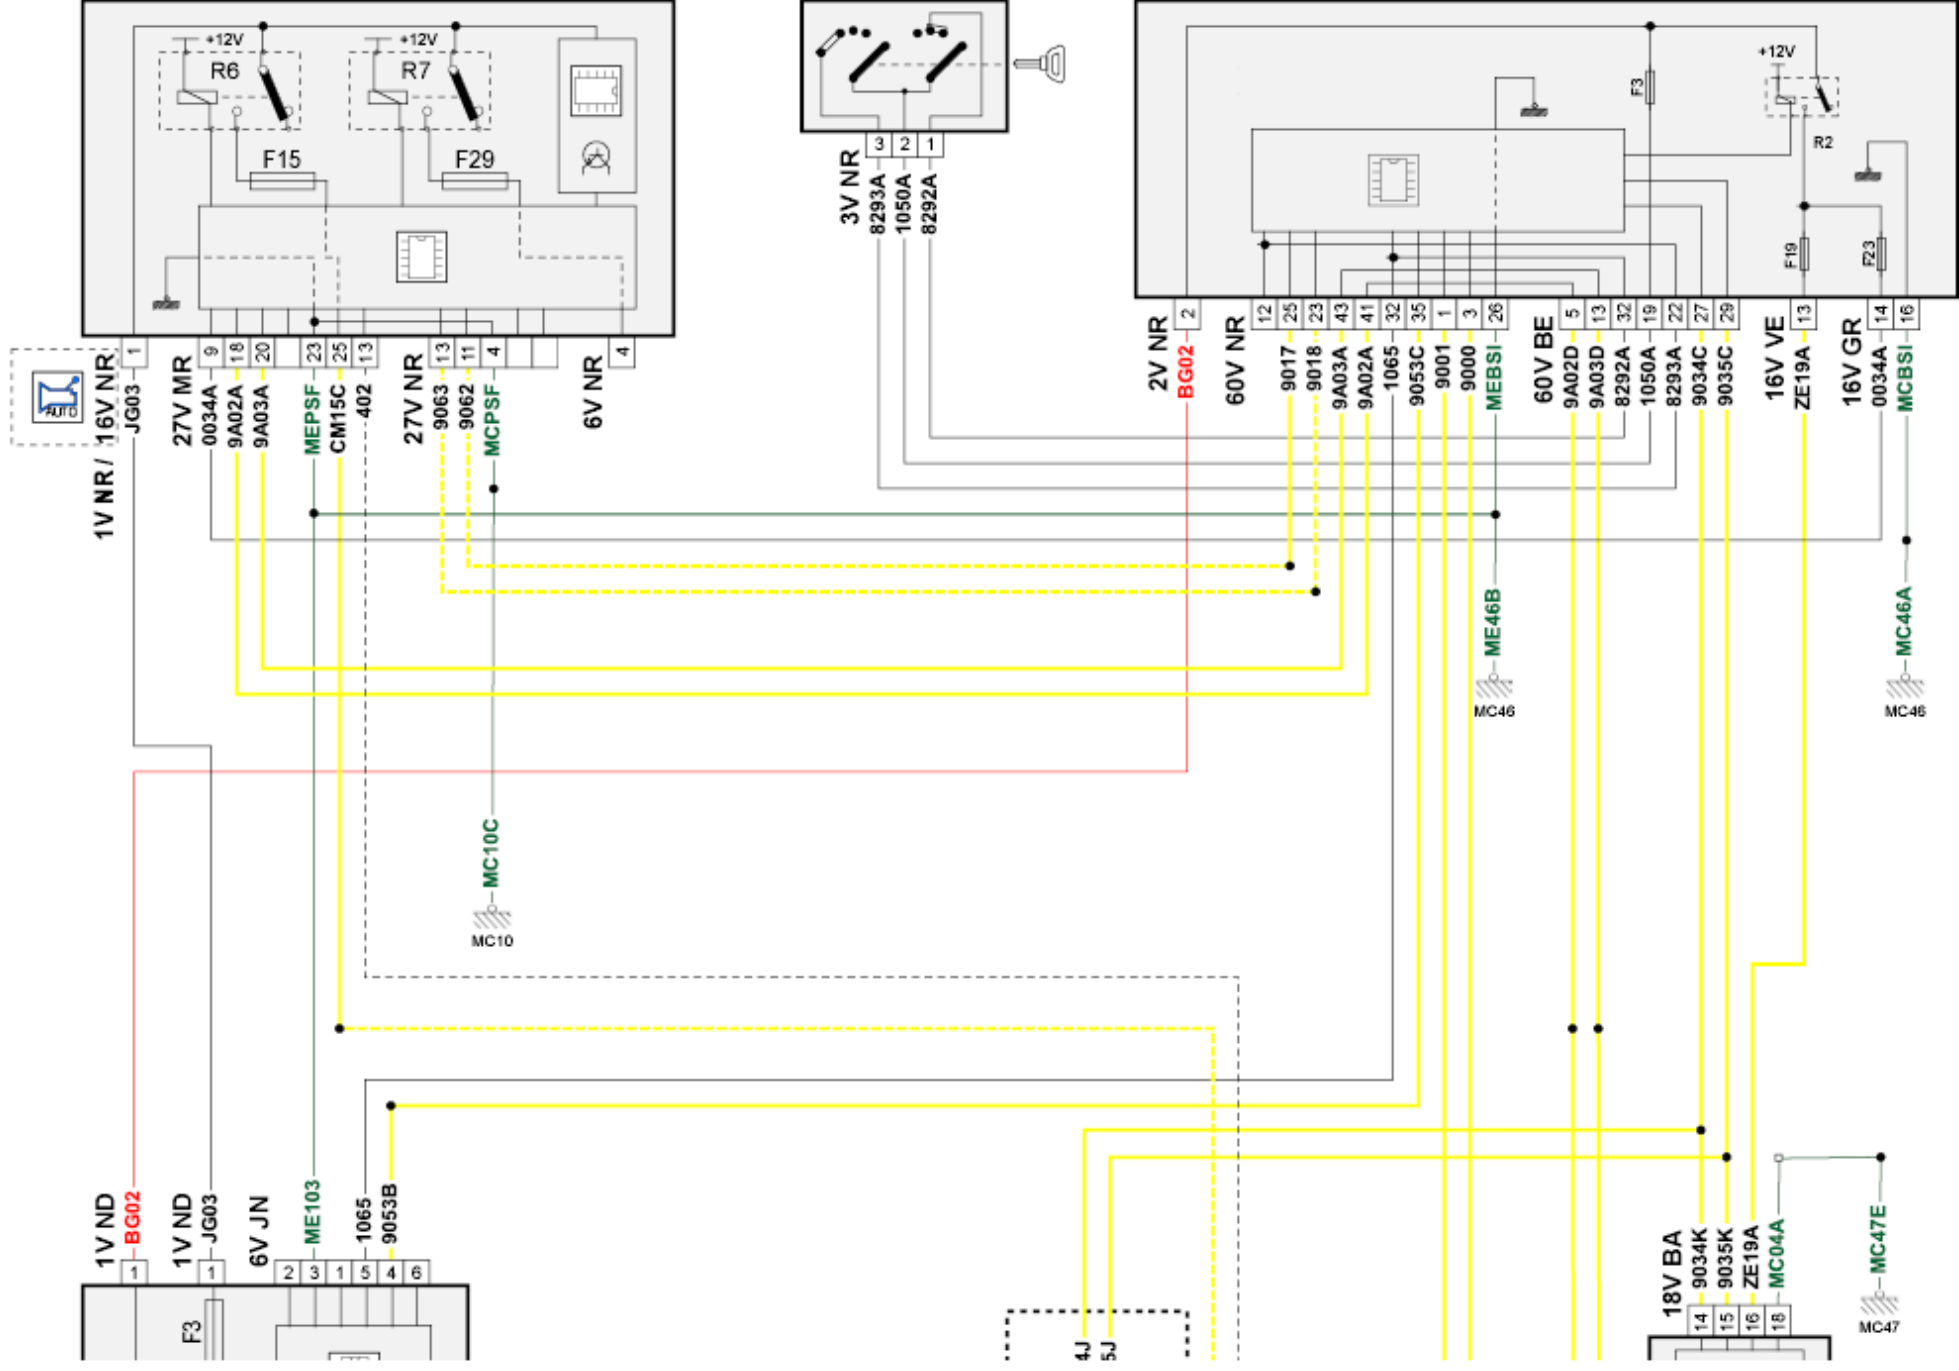 +12V
+12V
R6
R7
F15
F29
AUTO
1V NR / 16V NR
1
JG03
27V MR
9
0034A
18
9A02A
20
9A03A
23
MEPSF
25
CM15C
13
402
27V NR
13
9063
11
9062
4
MCPSF
6V NR
4
3V NR
3
8293A
2
1050A
1
8292A
F3
+12V
R2
F19
F23
2V NR
2
BG02
60V NR
12
25
9017
23
9018
43
9A03A
41
9A02A
32
1065
35
9053C
1
9001
3
9000
26
MEBSI
60V BE
5
9A02D
13
9A03D
32
8292A
19
1050A
22
8293A
27
9034C
29
9035C
16V VE
13
ZE19A
16V GR
14
0034A
16
MCBSI
ME46B
MC46
MC46A
MC46
MC10C
MC10
1V ND
BG02
1
1V ND
JG03
1
6V JN
ME103
1065
9053B
2
3
1
5
4
6
F3
4J
5J
18V BA
9034K
14
9035K
15
ZE19A
16
MC04A
18
MC47E
MC47